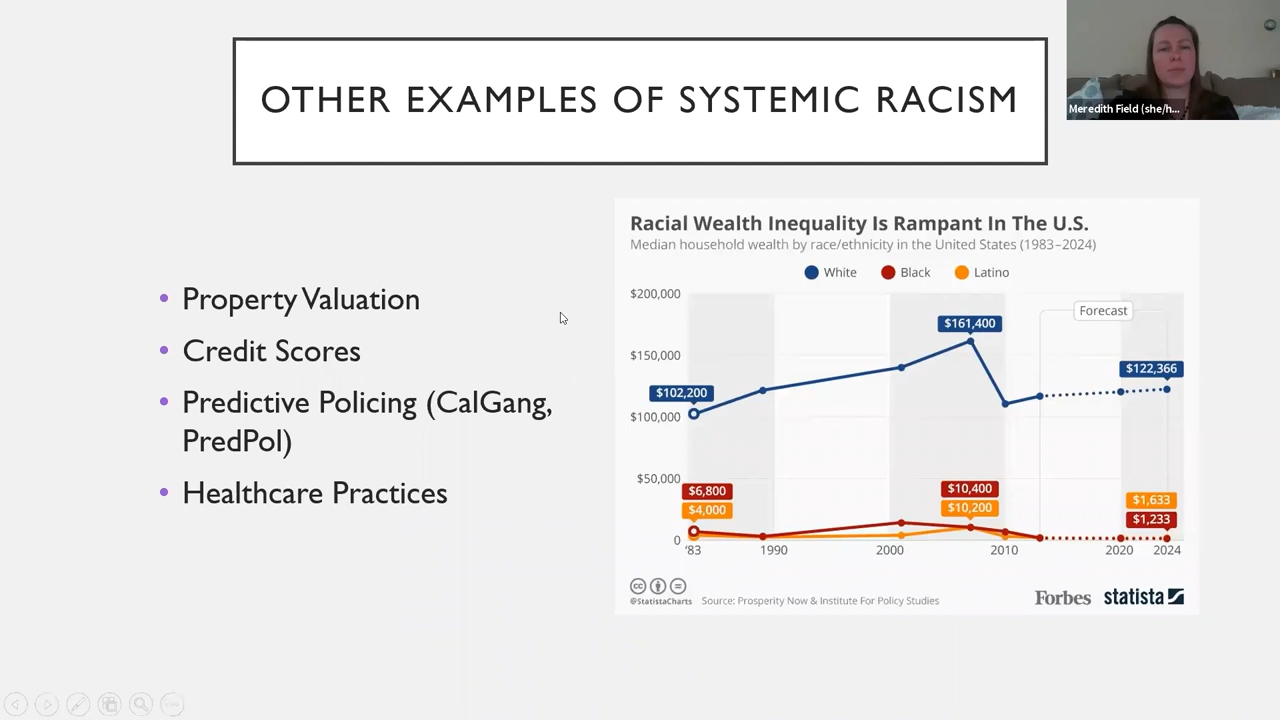 OTHER EXAMPLES OF SYSTEMIC RACISM
Meredith Field (she/h...
• Property Valuation
• Credit Scores
• Predictive Policing (CalGang,
PredPol)
• Healthcare Practices
Racial Wealth Inequality Is Rampant In The U.S.
Median household wealth by race/ethnicity in the United States (1983–2024)
White Black Latino
$200,000
$150,000
$100,000
$50,000
0
Forecast
$161,400
$122,366
$102,200
$6,800
$4,000
$10,400
$10,200
$1,633
$1,233
'83 1990 2000 2010 2020 2024
@StatistaCharts Source: Prosperity Now & Institute For Policy Studies
Forbes statista